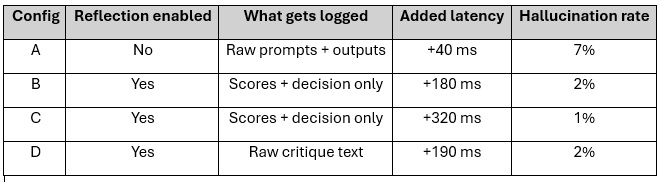 Config Reflection enabled What gets logged Added latency Hallucination rate
A No Raw prompts + outputs +40 ms 7%
B Yes Scores + decision only +180 ms 2%
C Yes Scores + decision only +320 ms 1%
D Yes Raw critique text +190 ms 2%